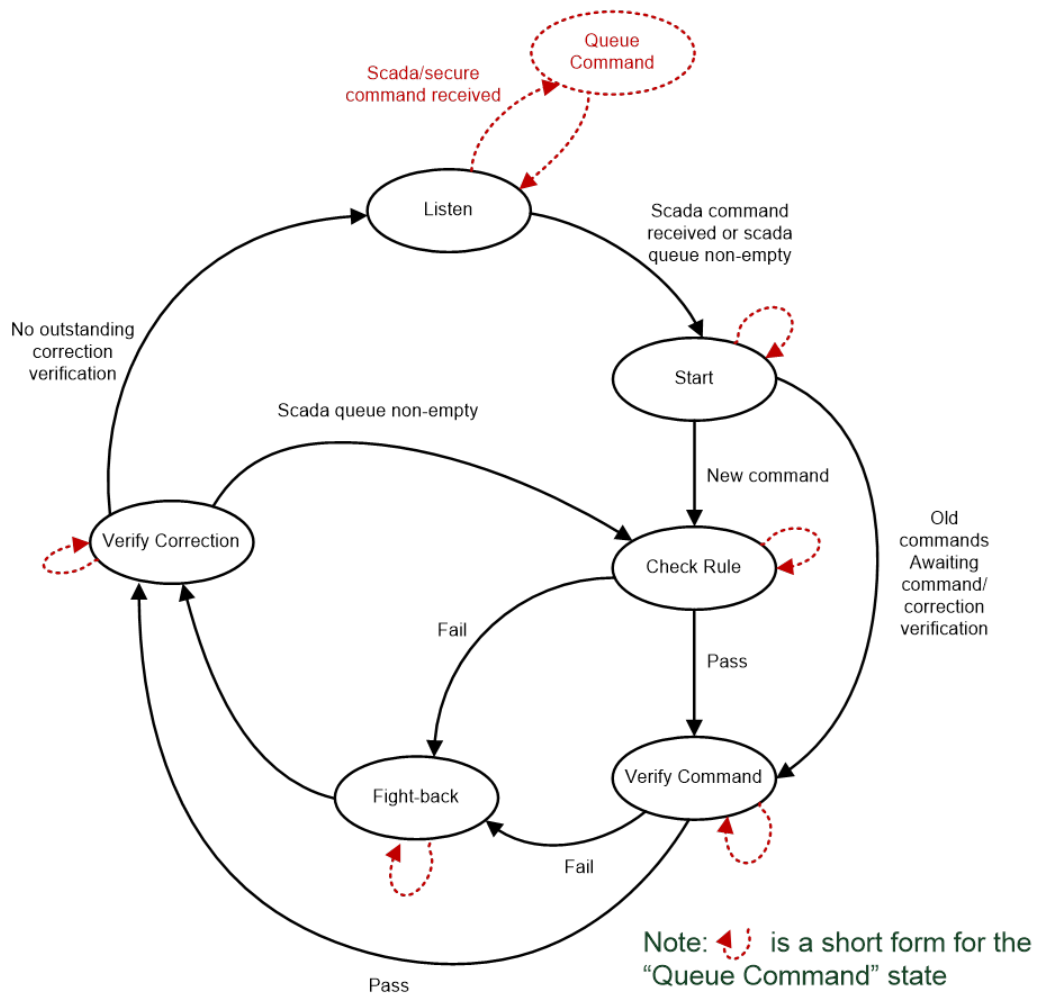 Queue
Command
Scada/secure
command received
Listen
Scada command
received or scada
queue non-empty
No outstanding
correction
verification
Start
Scada queue non-empty
New command
Verify Correction
Check Rule
Old
commands
Awaiting
command/
correction
verification
Fail
Pass
Verify Command
Fight-back
Fail
Note: is a short form for the
“Queue Command” state
Pass